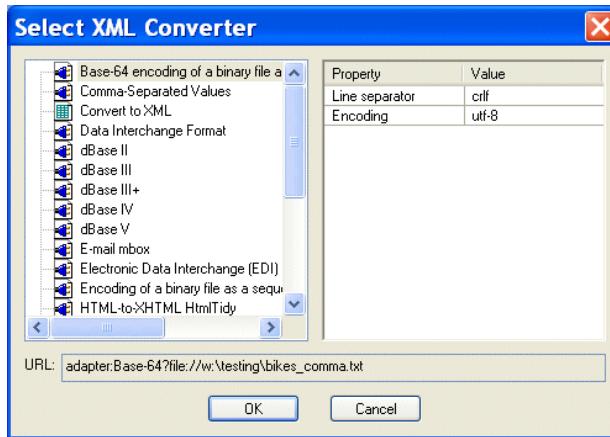 Select XML Converter
Base-64 encoding of a binary file a
Comma-Separated Values
Convert to XML
Data Interchange Format
dBase II
dBase III
dBase III+
dBase IV
dBase V
E-mail mbox
Electronic Data Interchange (EDI)
Encoding of a binary file as a sequ
HTML-to-XHTML HtmlTidy
Property Value
Line separator crlf
Encoding utf-8
URL: adapter:Base-64?file://w:\testing\bikes_comma.txt
OK Cancel